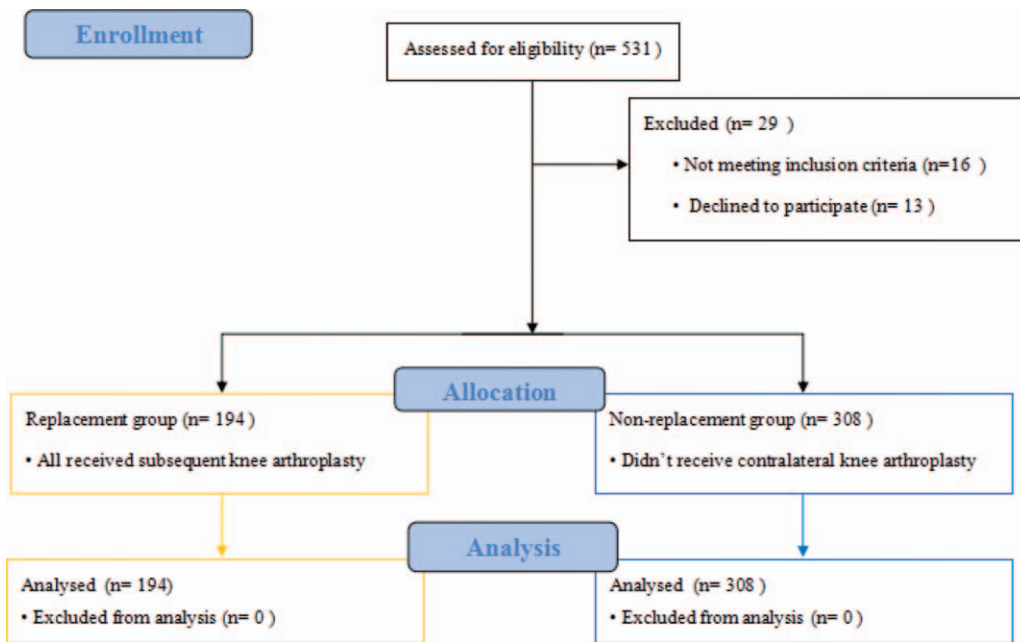 Enrollment
Assessed for eligibility (n= 531 )
Excluded (n= 29 )
• Not meeting inclusion criteria (n=16 )
• Declined to participate (n= 13 )
Allocation
Replacement group (n= 194 )
• All received subsequent knee arthroplasty
Non-replacement group (n= 308 )
• Didn't receive contralateral knee arthroplasty
Analysis
Analysed (n= 194)
• Excluded from analysis (n= 0 )
Analysed (n= 308 )
• Excluded from analysis (n= 0 )